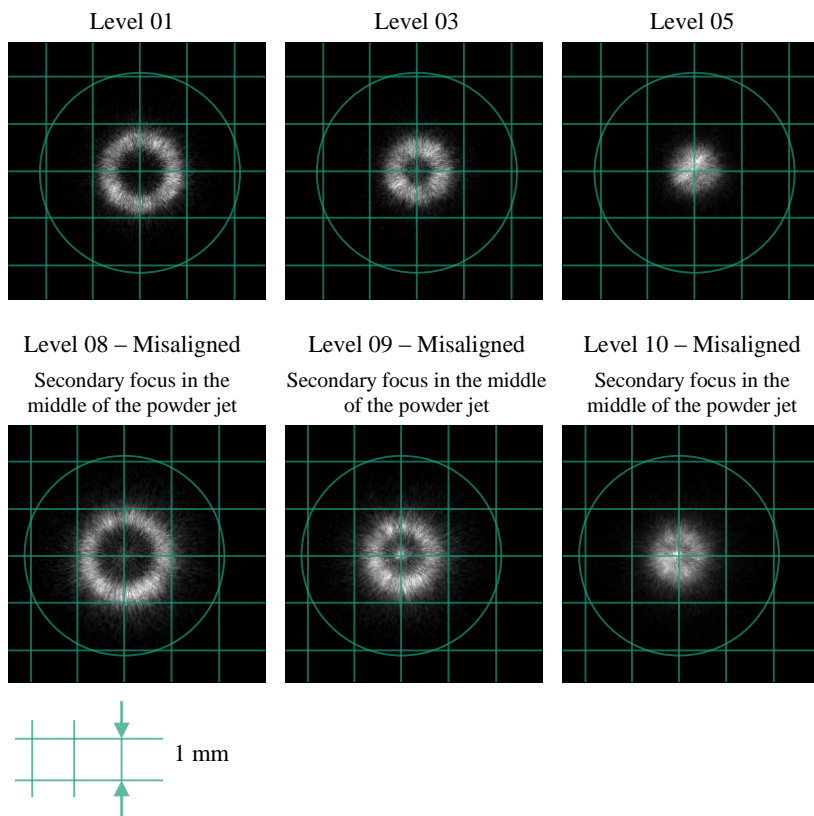 Level 01
Level 03
Level 05
Level 08 – Misaligned
Secondary focus in the
middle of the powder jet
Level 09 – Misaligned
Secondary focus in the middle
of the powder jet
Level 10 – Misaligned
Secondary focus in the
middle of the powder jet
1 mm